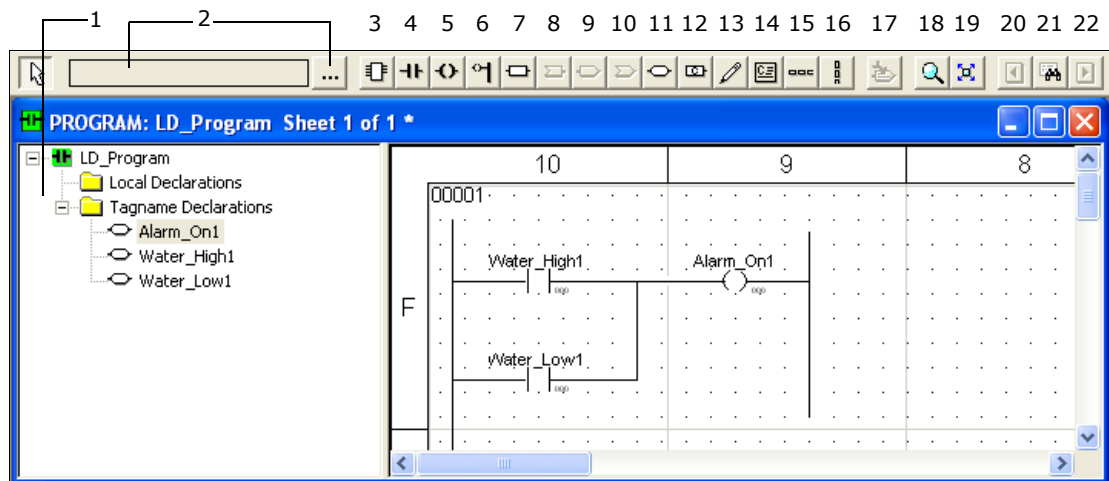 1 2 3 4 5 6 7 8 9 10 11 12 13 14 15 16 17 18 19 20 21 22
...
PROGRAM: LD_Program Sheet 1 of 1 *
LD_Program
Local Declarations
Tagname Declarations
Alarm_On1
Water_High1
Water_Low1
10 9 8
00001
Water_High1 Alarm_On1
F
Water_Low1